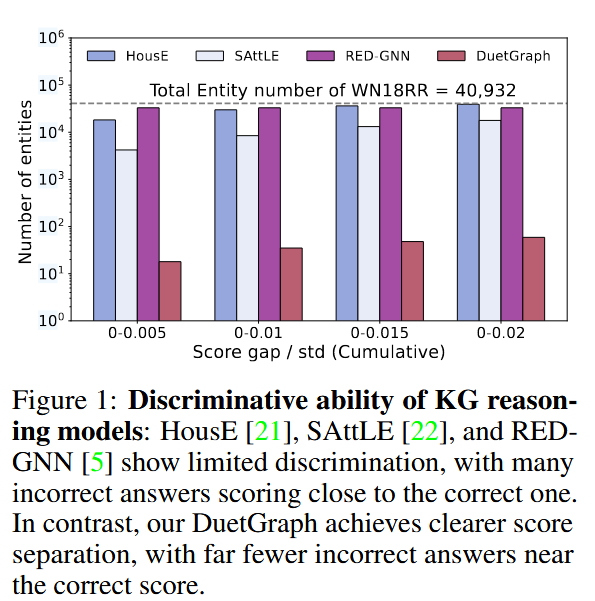 HousE SAttLE RED-GNN DuetGraph
Total Entity number of WN18RR = 40,932
Number of entities
10^6
10^5
10^4
10^3
10^2
10^1
10^0
0-0.005 0-0.01 0-0.015 0-0.02
Score gap / std (Cumulative)
Figure 1: Discriminative ability of KG reason-
ing models: HousE [21], SAttLE [22], and RED-
GNN [5] show limited discrimination, with many
incorrect answers scoring close to the correct one.
In contrast, our DuetGraph achieves clearer score
separation, with far fewer incorrect answers near
the correct score.